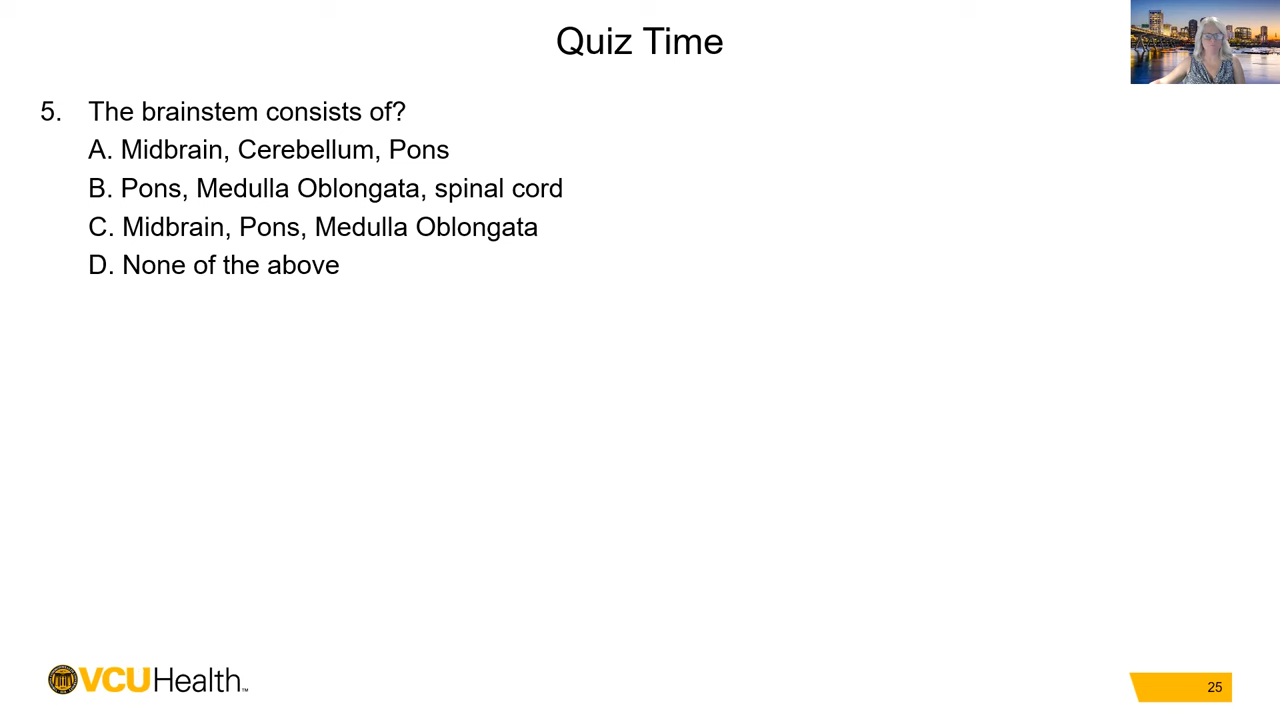 Quiz Time
5. The brainstem consists of?
A. Midbrain, Cerebellum, Pons
B. Pons, Medulla Oblongata, spinal cord
C. Midbrain, Pons, Medulla Oblongata
D. None of the above
VCUHealth™
25